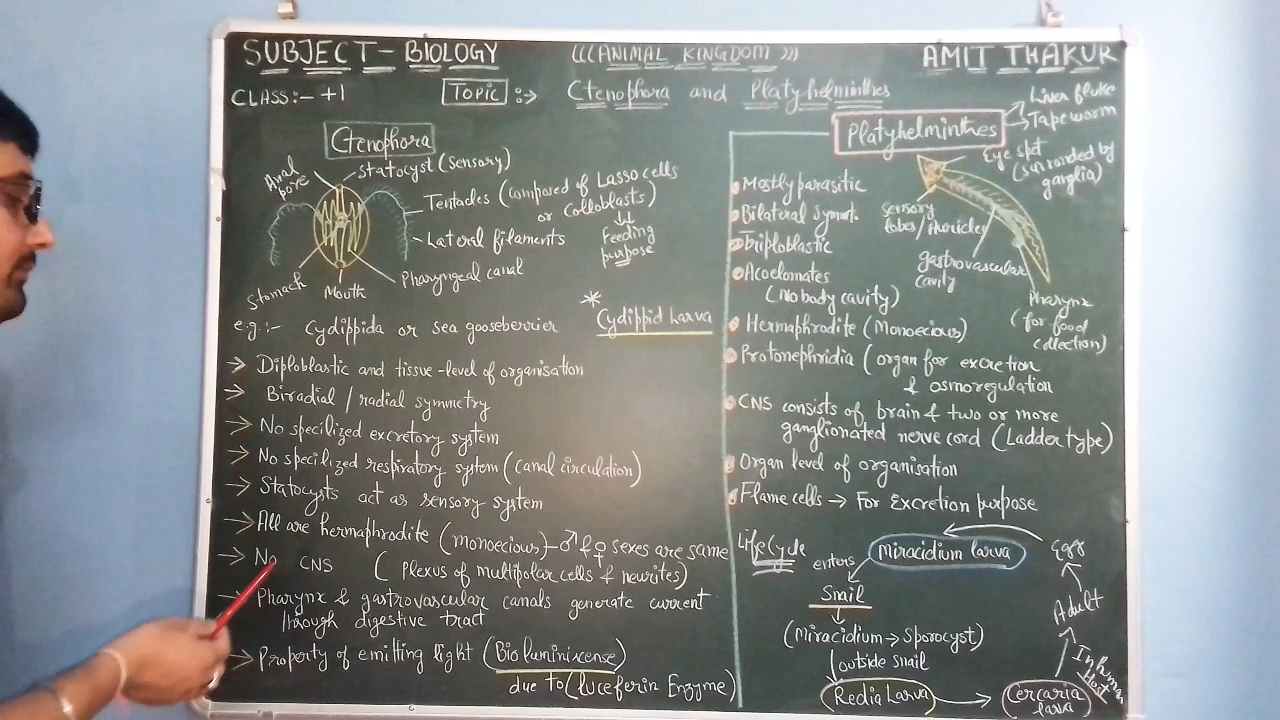 SUBJECT - BIOLOGY
(((ANIMAL KINGDOM)))
AMIT THAKUR
CLASS:- +1
TOPIC :→ Ctenophora and Platyhelminthes
Ctenophora
Anal pore
Statocyst (sensory)
Tentacles (composed of Lasso cells
or Colloblasts)
Feeding
purpose
Lateral filaments
Pharyngeal canal
Stomach
Mouth
* Cydippid Larva
e.g:- Cydippida or sea gooseberrier
→ Diploblastic and tissue-level of organisation
→ Biradial / radial symmetry
→ No specilized excretory system
→ No specilized respiratory system (canal circulation)
→ Statocysts act as sensory system
→ All are hermaphrodite (monoecious) - ♂ & ♀ sexes are same
→ No CNS ( Plexus of multipolar cells & neurites)
→ Pharynx & gastrovascular canals generate current
through digestive tract
→ Property of emitting light (Bioluminiscense)
due to (Luceferin Enzyme)
Platyhelminthes
→ Liver fluke
→ Tapeworm
Eye spt
(surronded by
ganglia)
Sensory
lobes/Auricles
gastrovascular
cavity
Pharynx
(for food
collection)
Mostly parasitic
Bilateral symmt.
Triploblastic
Acoelomates
(No body cavity)
Hermaphrodite (Monoecious)
Protonephridia (organ for excretion
& osmoregulation
CNS consists of brain & two or more
ganglionated nerve cord (Ladder type)
Organ level of organisation
Flame cells → For Excretion purpose
Life Cycle
Miracidium larva
Egg
enters
Snail
Adult
(Miracidium → Sporocyst)
outside snail
In human
Host
Redia Larva
Cercaria
larva